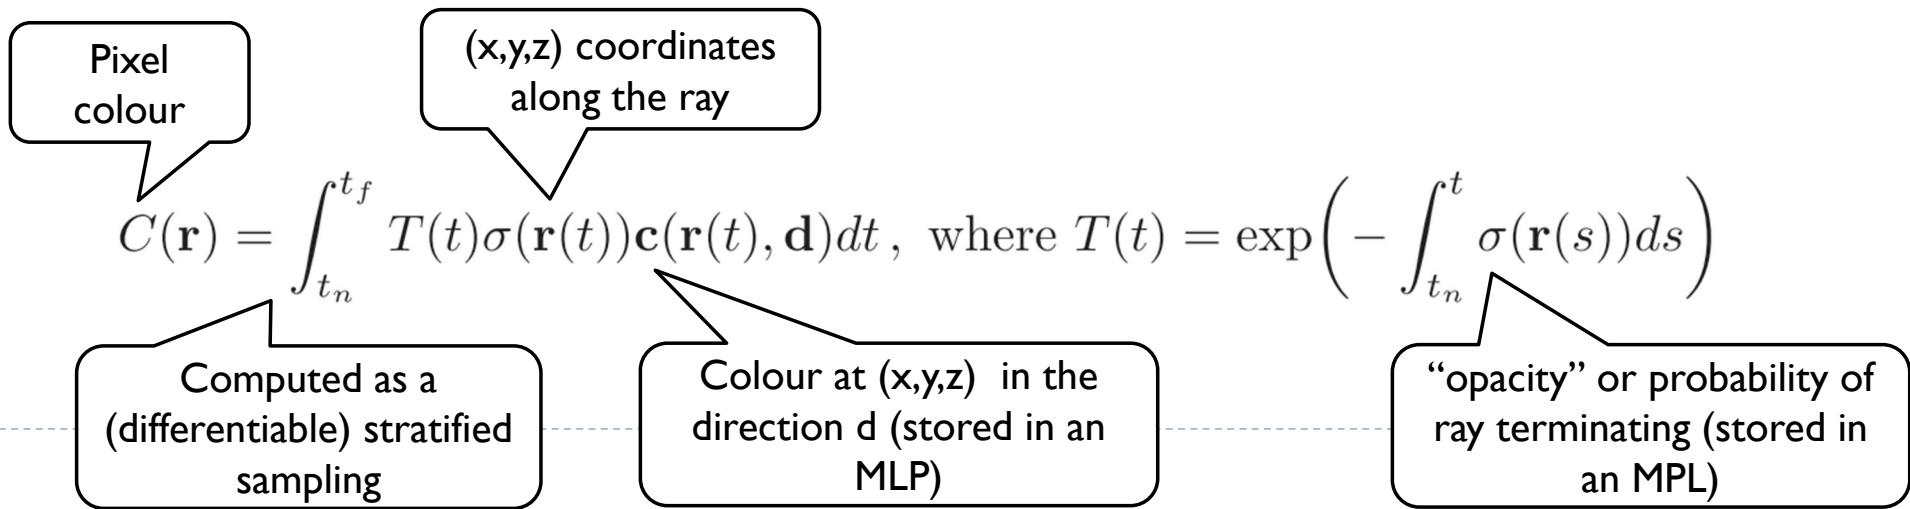 Pixel
colour
(x,y,z) coordinates
along the ray
C(𝐫) = ∫_{t_n}^{t_f} T(t)σ(𝐫(t))𝐜(𝐫(t), 𝐝)dt , where T(t) = exp(− ∫_{t_n}^{t} σ(𝐫(s))ds)
Computed as a
(differentiable) stratified
sampling
Colour at (x,y,z) in the
direction d (stored in an
MLP)
“opacity” or probability of
ray terminating (stored in
an MPL)